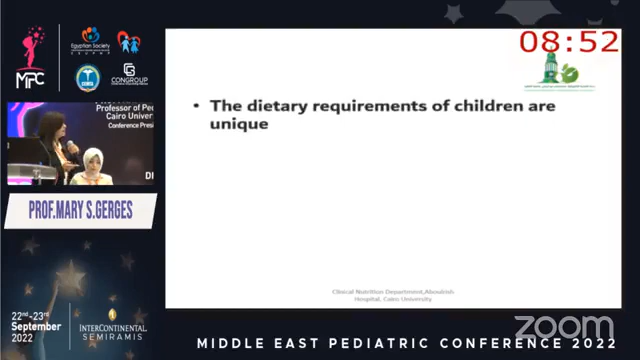 MPC
Egyptian Society
CONGROUP
Professor of Pe
Cairo Univer
Conference Presi
PROF.MARY S.GERGES
22nd-23rd
September
2022
INTERCONTINENTAL
SEMIRAMIS
08:52
• The dietary requirements of children are
unique
Clinical Nutrition Department,Aboulrish
Hospital, Cairo University
zoom
MIDDLE EAST PEDIATRIC CONFERENCE 2022